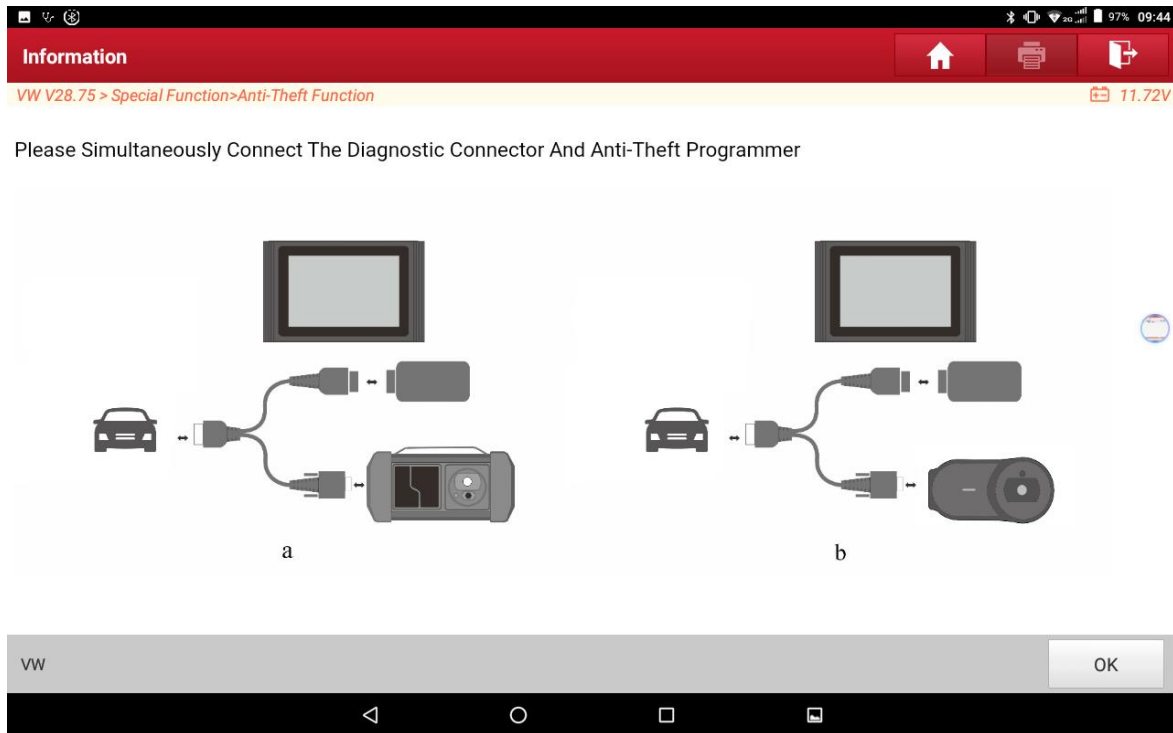 2G 97% 09:44
Information
VW V28.75 > Special Function>Anti-Theft Function 11.72V
Please Simultaneously Connect The Diagnostic Connector And Anti-Theft Programmer
a b
VW OK